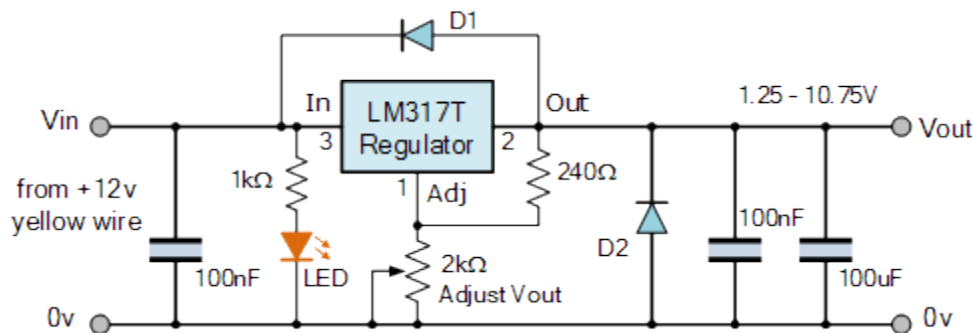 D1
Vin
In
LM317T
Regulator
Out
1.25 - 10.75V
Vout
3
2
from +12v
yellow wire
1kΩ
1
Adj
240Ω
100nF
LED
2kΩ
Adjust Vout
D2
100nF
100uF
0v
0v